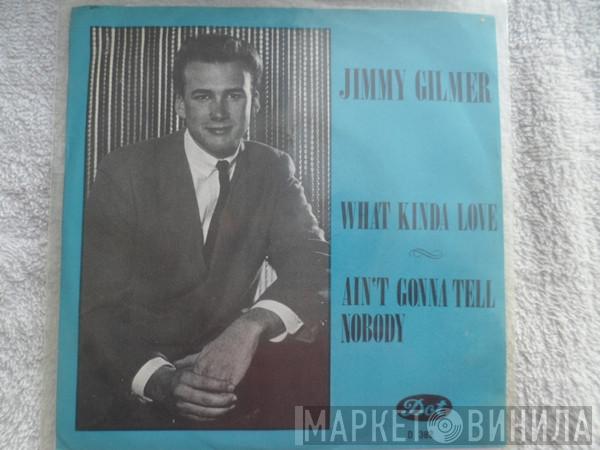 JIMMY GILMER
WHAT KINDA LOVE
AIN'T GONNA TELL
NOBODY
Dot
МАРКЕТ ВИНИЛА